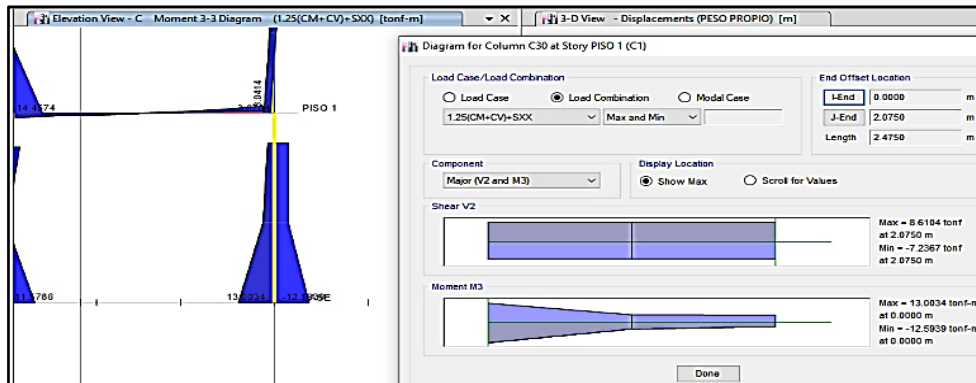 Elevation View - C Moment 3-3 Diagram (1.25(CM+CV)+SXX) [tonf-m]
3-D View - Displacements (PESO PROPIO) [m]
PISO 1
Diagram for Column C30 at Story PISO 1 (C1)
Load Case/Load Combination
Load Case
Load Combination
Modal Case
1.25(CM+CV)+SXX
Max and Min
End Offset Location
I-End 0.0000 m
J-End 2.0750 m
Length 2.4750 m
Component
Major (V2 and M3)
Display Location
Show Max
Scroll for Values
Shear V2
Max = 8.6104 tonf
at 2.0750 m
Min = -7.2367 tonf
at 2.0750 m
Moment M3
Max = 13.0034 tonf-m
at 0.0000 m
Min = -12.5939 tonf-m
at 0.0000 m
Done